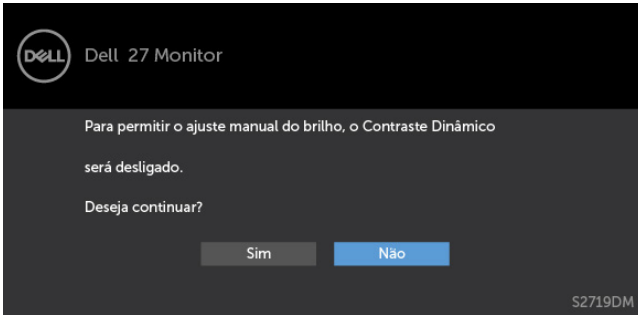 DELL
Dell 27 Monitor
Para permitir o ajuste manual do brilho, o Contraste Dinâmico
será desligado.
Deseja continuar?
Sim Não
S2719DM